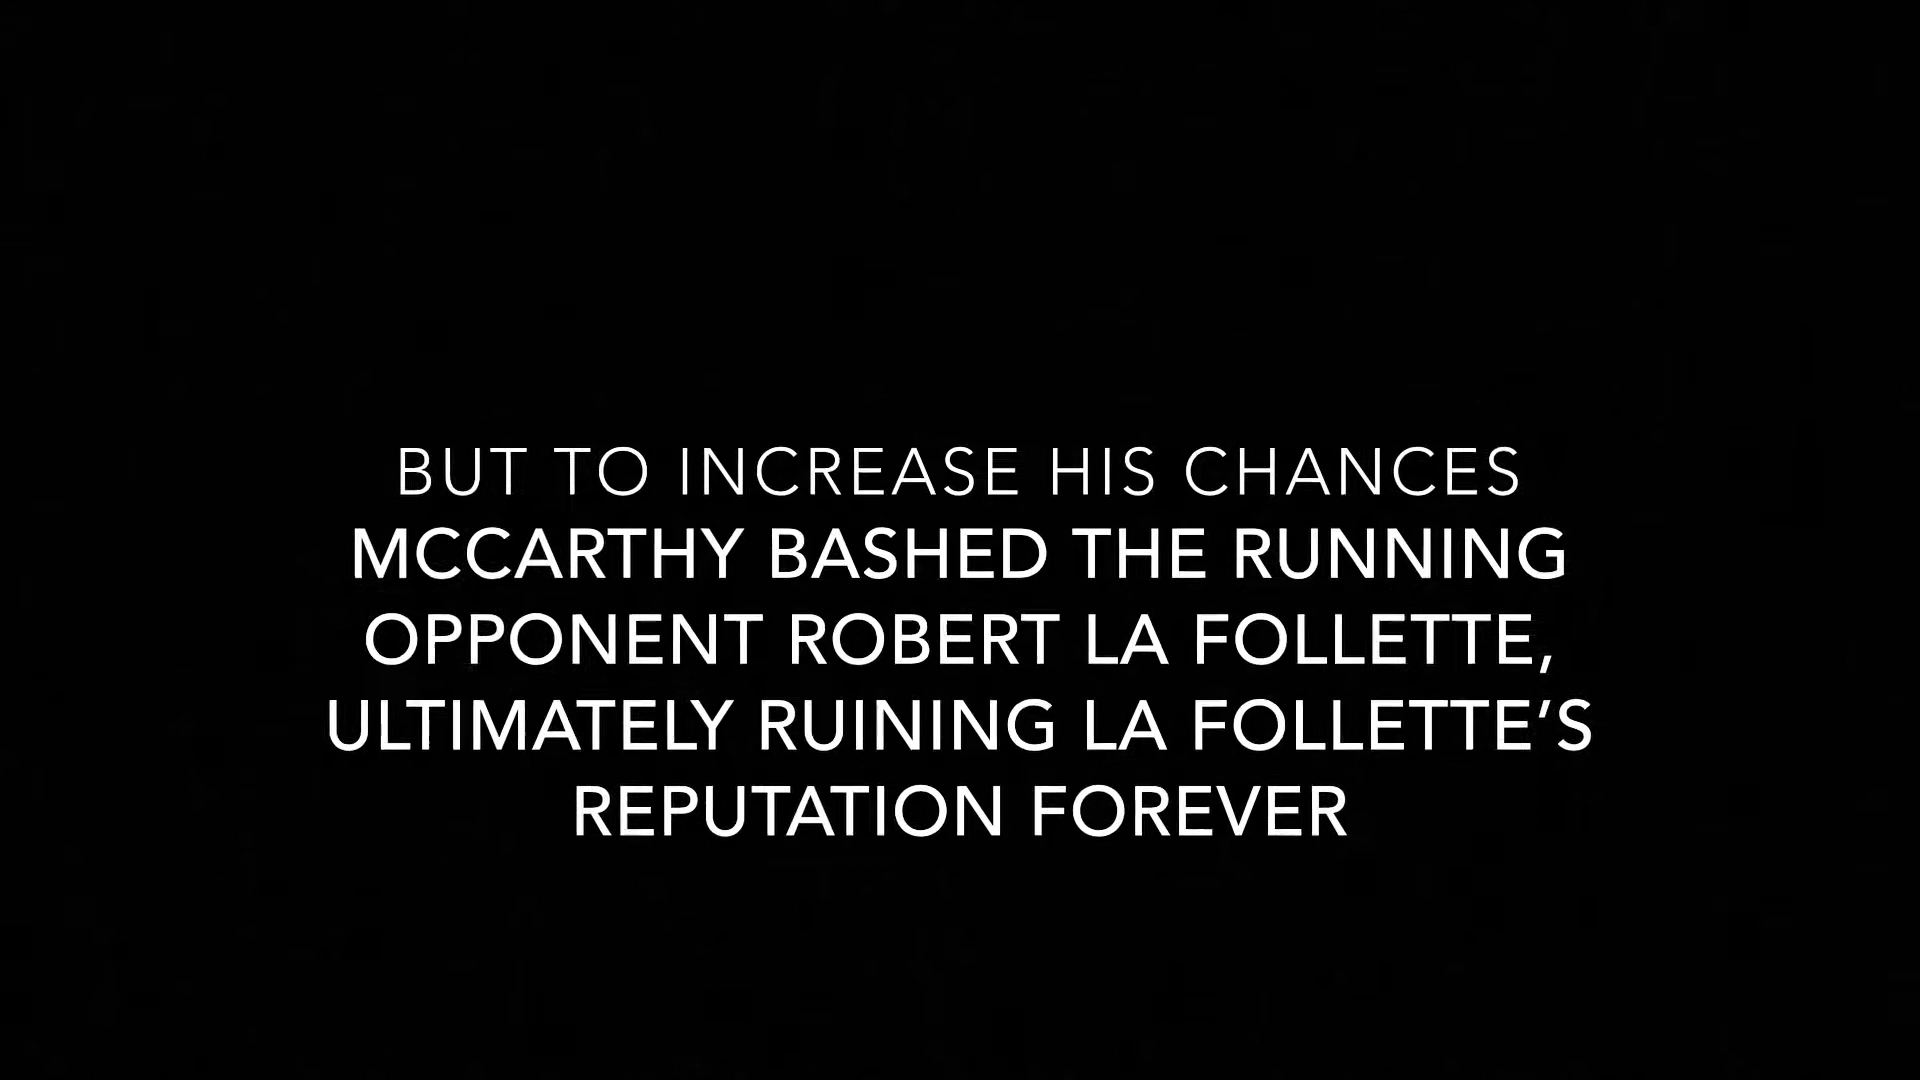 BUT TO INCREASE HIS CHANCES
MCCARTHY BASHED THE RUNNING
OPPONENT ROBERT LA FOLLETTE,
ULTIMATELY RUINING LA FOLLETTE’S
REPUTATION FOREVER